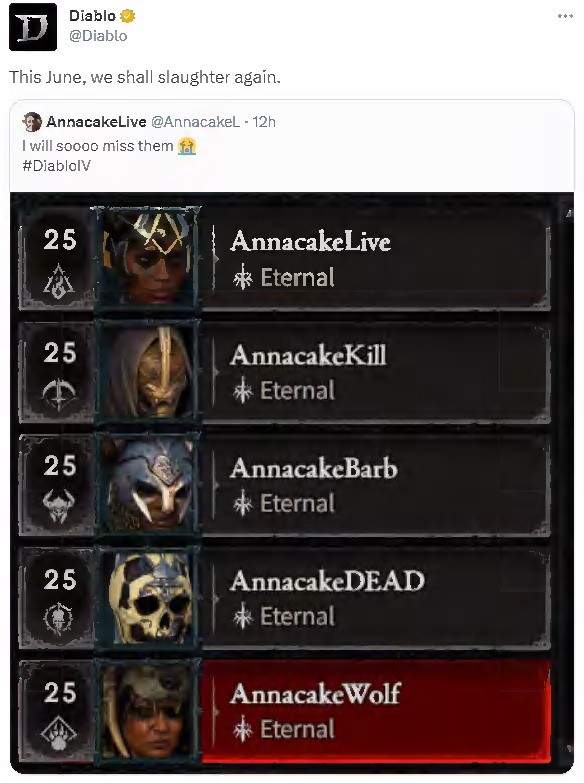 Diablo
@Diablo
This June, we shall slaughter again.
AnnacakeLive @AnnacakeL · 12h
I will soooo miss them 😭
#DiabloIV
25
AnnacakeLive
Eternal
25
AnnacakeKill
Eternal
25
AnnacakeBarb
Eternal
25
AnnacakeDEAD
Eternal
25
AnnacakeWolf
Eternal